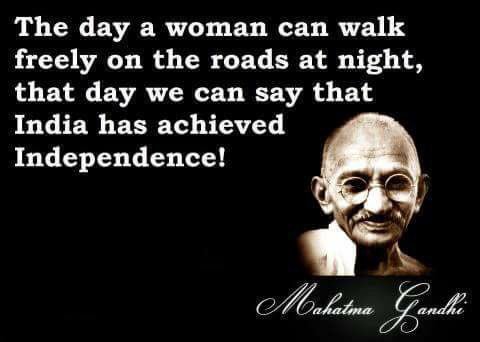 The day a woman can walk
freely on the roads at night,
that day we can say that
India has achieved
Independence!
Mahatma Gandhi